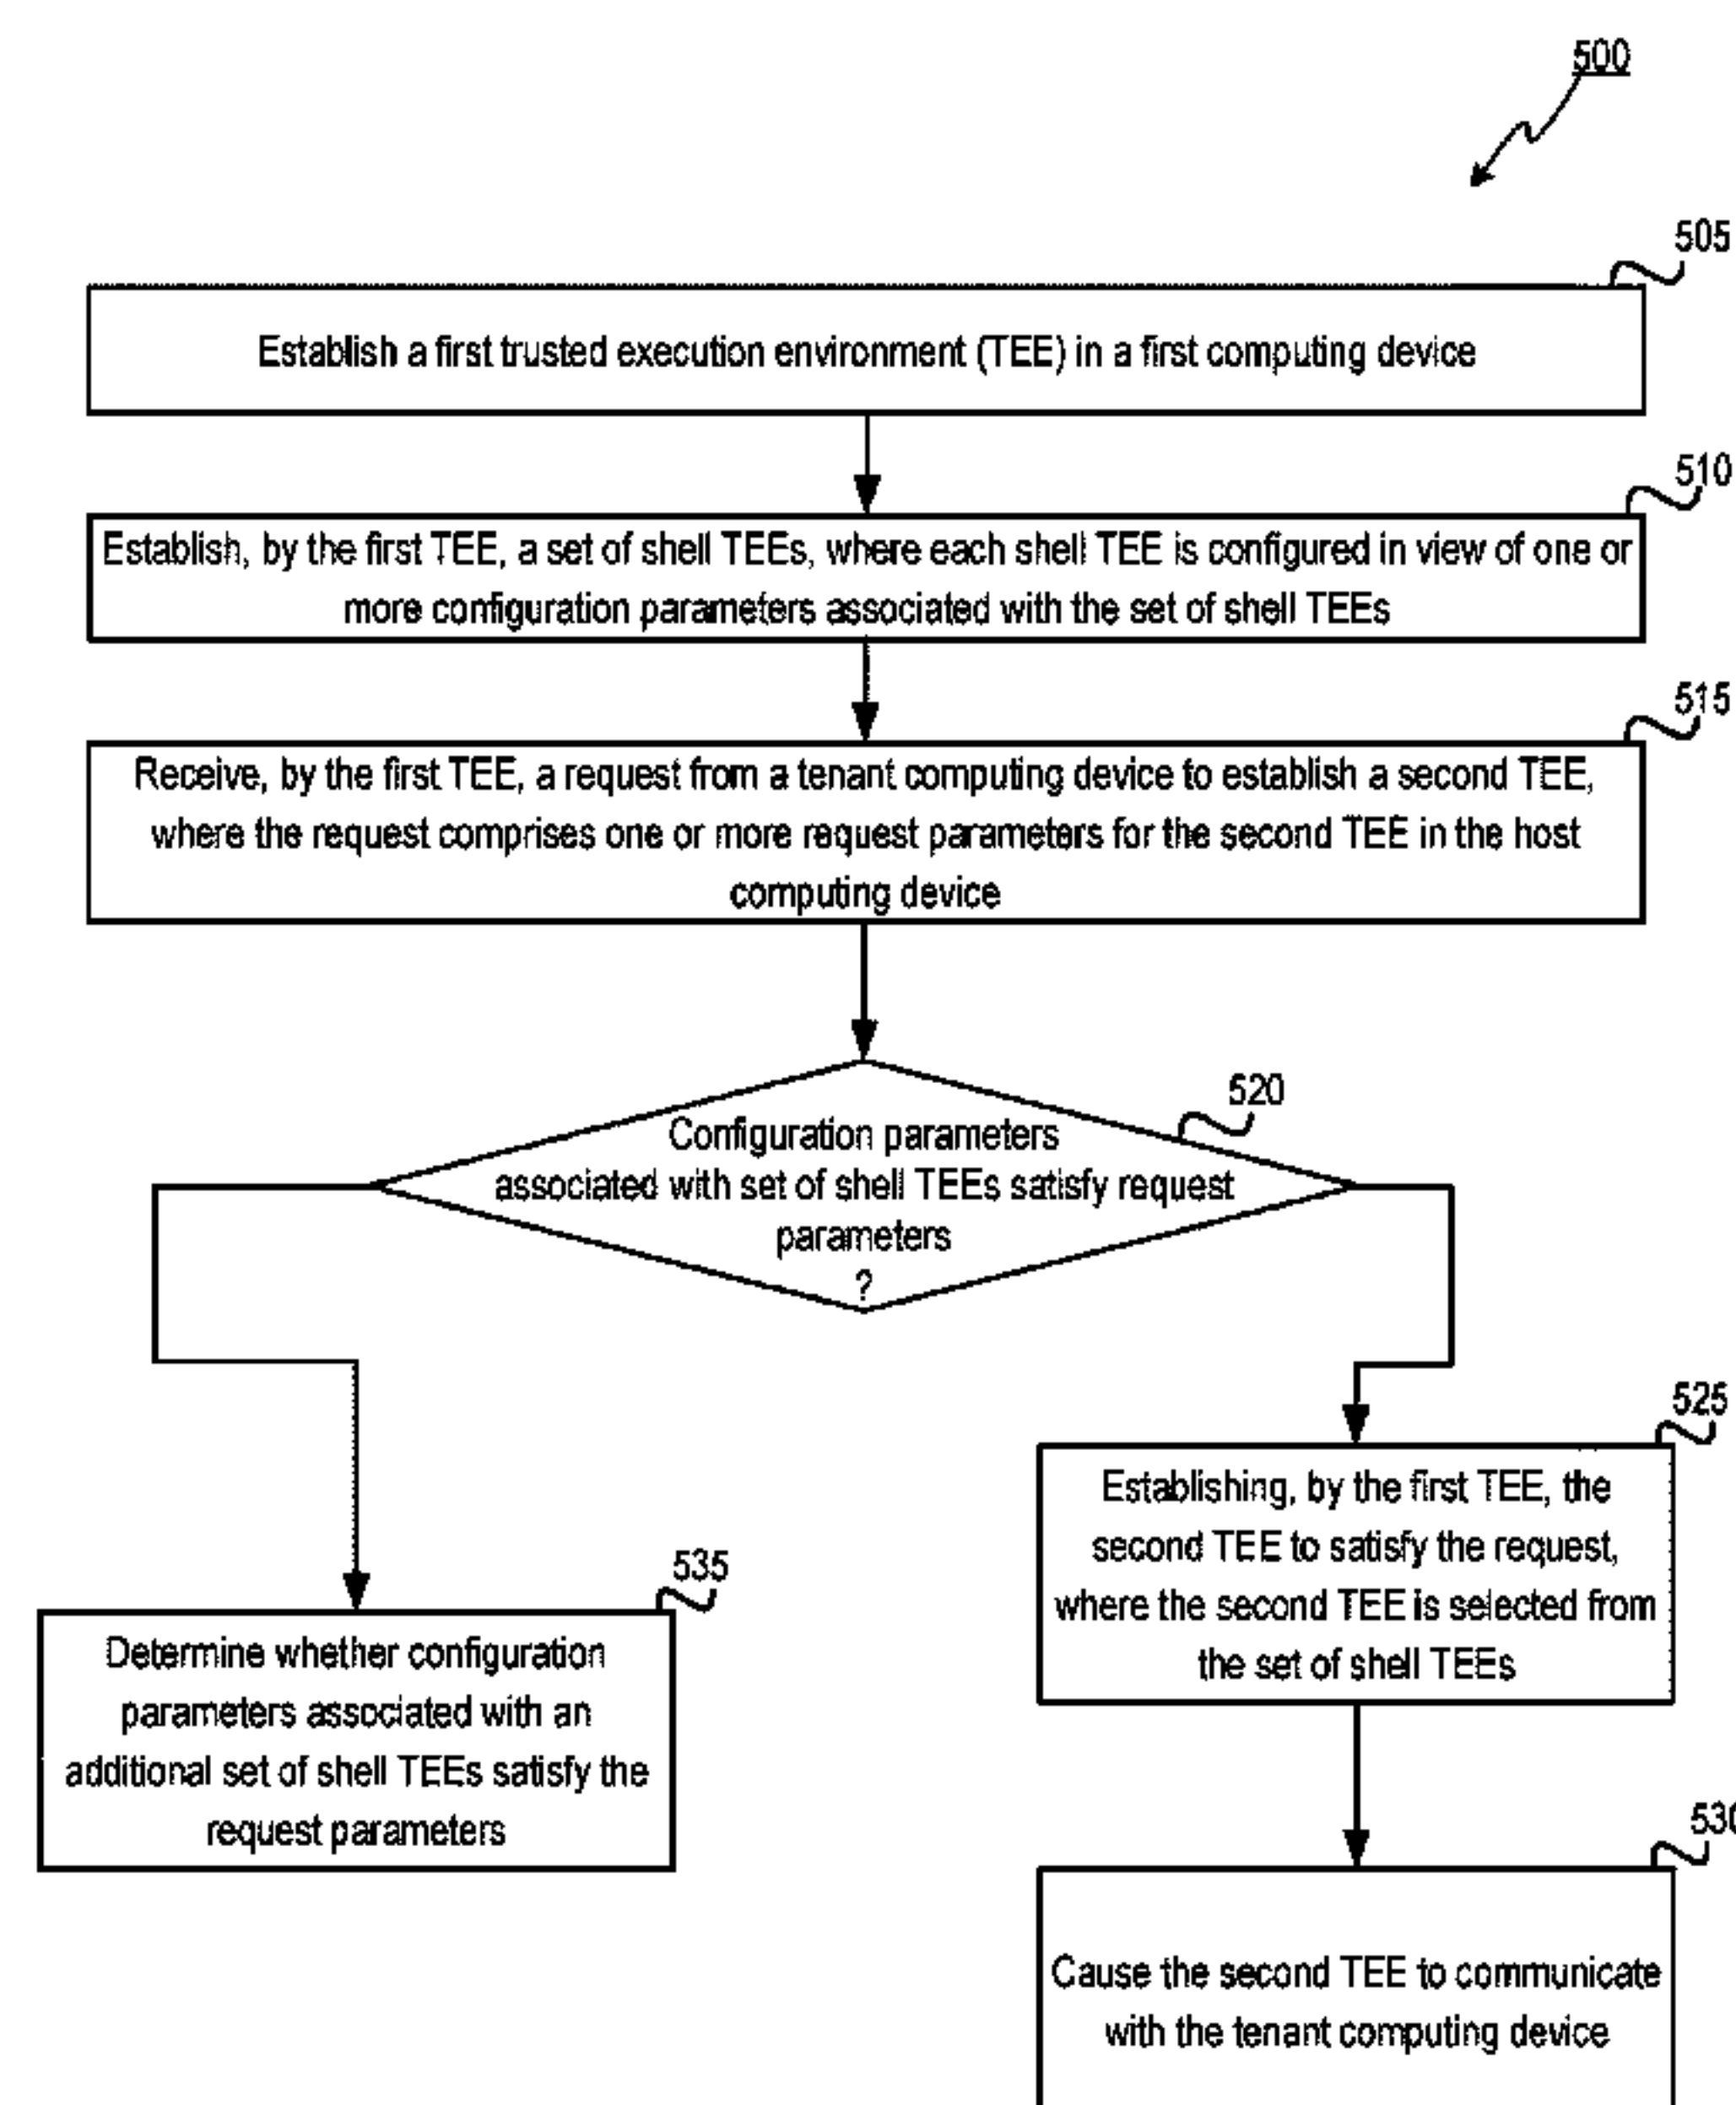 500
505
Establish a first trusted execution environment (TEE) in a first computing device
510
Establish, by the first TEE, a set of shell TEEs, where each shell TEE is configured in view of one or
more configuration parameters associated with the set of shell TEEs
515
Receive, by the first TEE, a request from a tenant computing device to establish a second TEE,
where the request comprises one or more request parameters for the second TEE in the host
computing device
520
Configuration parameters
associated with set of shell TEEs satisfy request
parameters
?
525
Establishing, by the first TEE, the
second TEE to satisfy the request,
where the second TEE is selected from
the set of shell TEEs
535
Determine whether configuration
parameters associated with an
additional set of shell TEEs satisfy the
request parameters
530
Cause the second TEE to communicate
with the tenant computing device